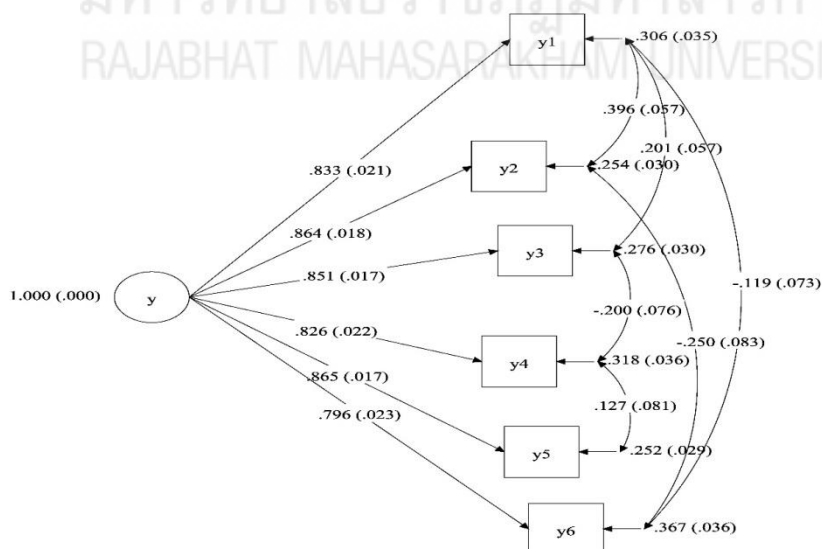 RAJABHAT MAHASARAKHAM UNIVERSI
y1
.306 (.035)
.396 (.057)
.201 (.057)
.833 (.021)
y2
.254 (.030)
.864 (.018)
y3
.276 (.030)
.851 (.017)
-.119 (.073)
1.000 (.000)
y
-.200 (.076)
.826 (.022)
-.250 (.083)
y4
.318 (.036)
.865 (.017)
.127 (.081)
.796 (.023)
y5
.252 (.029)
y6
.367 (.036)